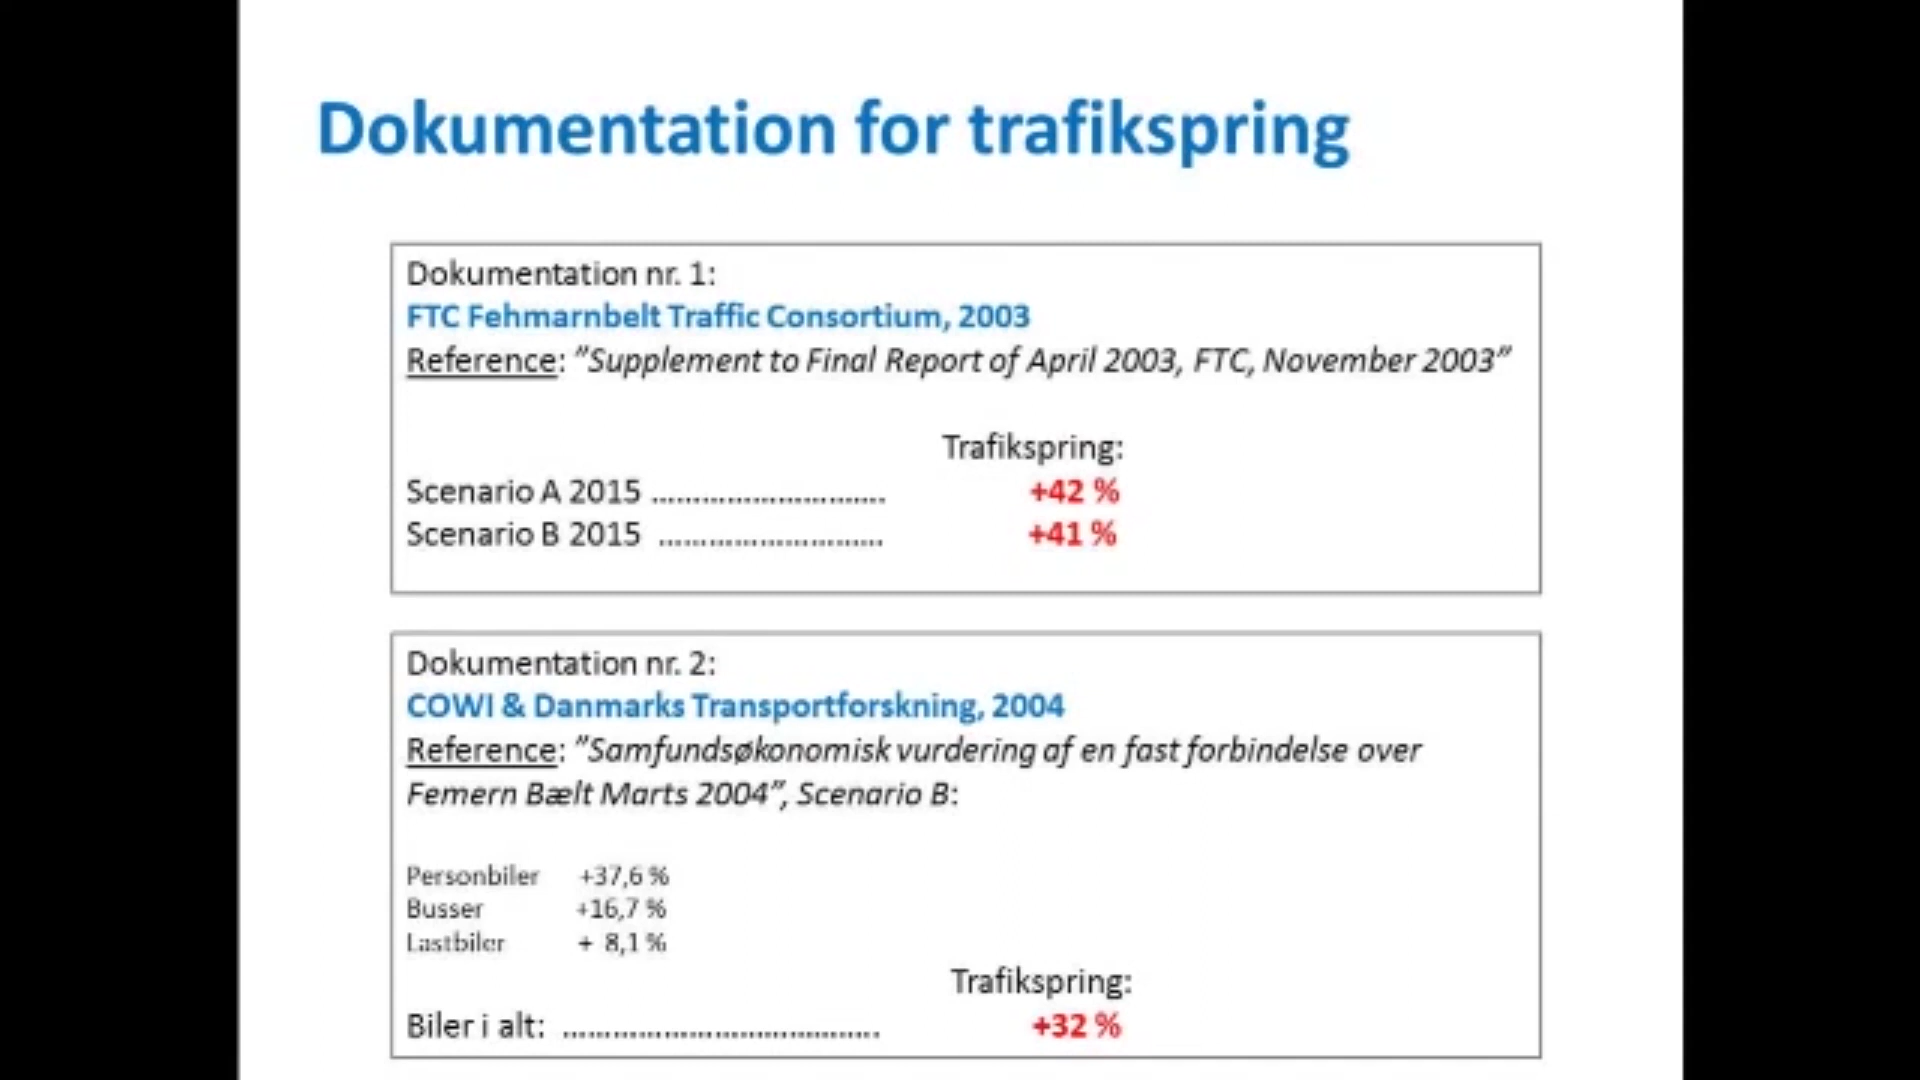 Dokumentation for trafikspring
Dokumentation nr. 1:
FTC Fehmarnbelt Traffic Consortium, 2003
Reference: ”Supplement to Final Report of April 2003, FTC, November 2003”
Trafikspring:
Scenario A 2015 ............................ +42 %
Scenario B 2015 ........................... +41 %
Dokumentation nr. 2:
COWI & Danmarks Transportforskning, 2004
Reference: ”Samfundsøkonomisk vurdering af en fast forbindelse over
Femern Bælt Marts 2004”, Scenario B:
Personbiler +37,6 %
Busser +16,7 %
Lastbiler + 8,1 %
Trafikspring:
Biler i alt: ...................................... +32 %